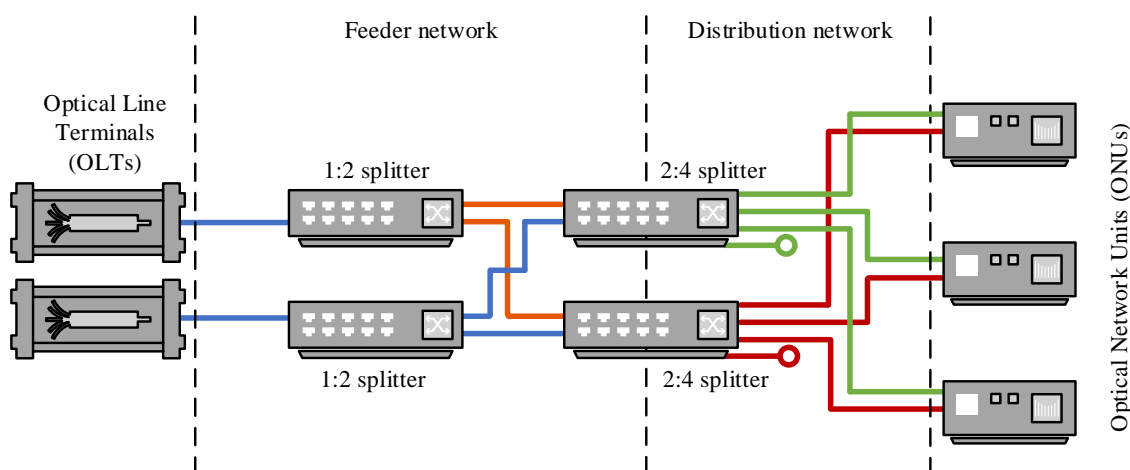 Feeder network
Distribution network
Optical Line
Terminals
(OLTs)
1:2 splitter
2:4 splitter
1:2 splitter
2:4 splitter
Optical Network Units (ONUs)